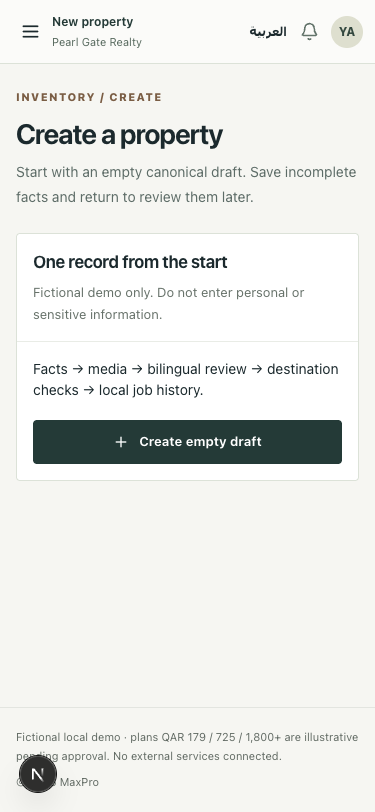 New property
Pearl Gate Realty
العربية
YA
INVENTORY / CREATE
Create a property
Start with an empty canonical draft. Save incomplete
facts and return to review them later.
One record from the start
Fictional demo only. Do not enter personal or
sensitive information.
Facts → media → bilingual review → destination
checks → local job history.
+ Create empty draft
Fictional local demo · plans QAR 179 / 725 / 1,800+ are illustrative
pending approval. No external services connected.
N
MaxPro